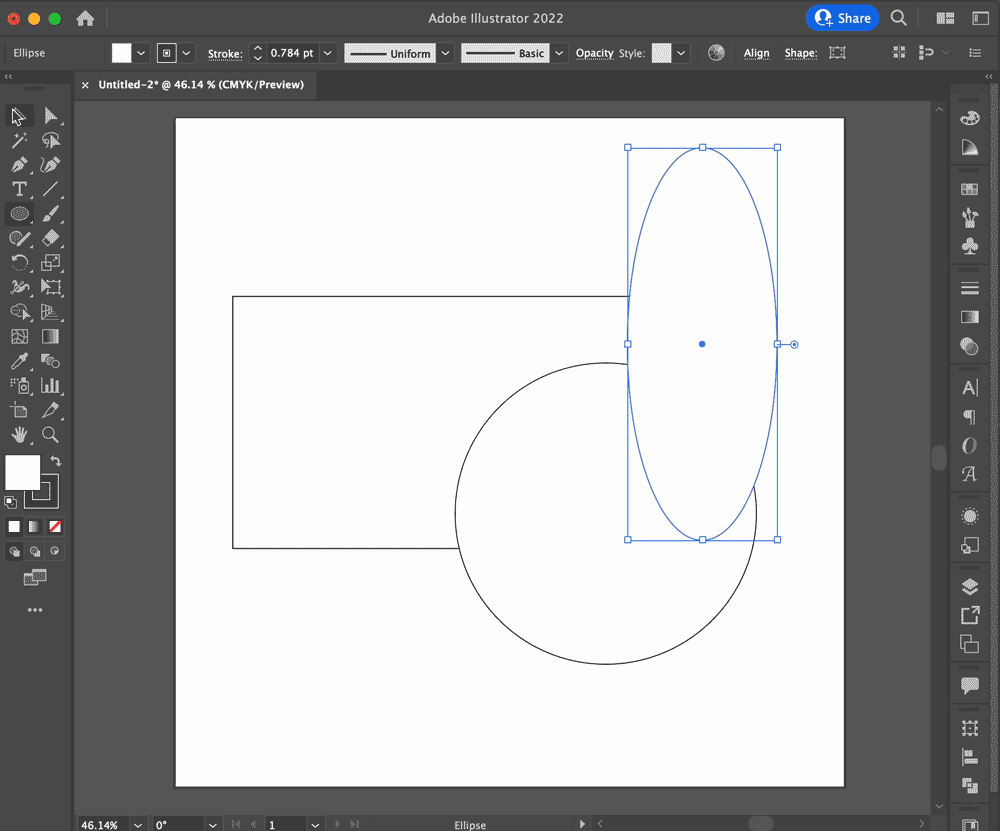 Adobe Illustrator 2022
Share
Ellipse
Stroke:
0.784 pt
Uniform
Basic
Opacity
Style:
Align
Shape:
× Untitled-2* @ 46.14 % (CMYK/Preview)
46.14%
0°
1
Ellipse